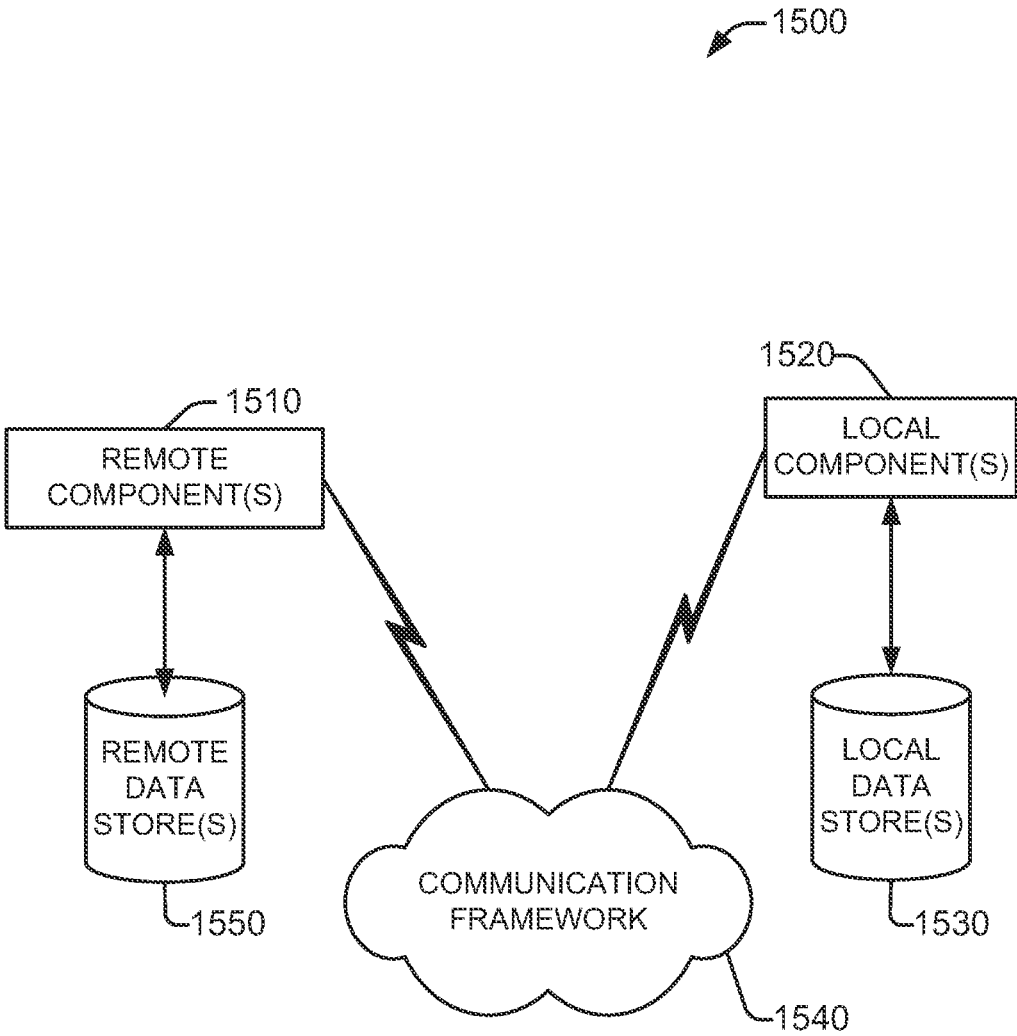 1500
1520
1510
LOCAL
COMPONENT(S)
REMOTE
COMPONENT(S)
REMOTE
DATA
STORE(S)
LOCAL
DATA
STORE(S)
COMMUNICATION
FRAMEWORK
1550
1530
1540